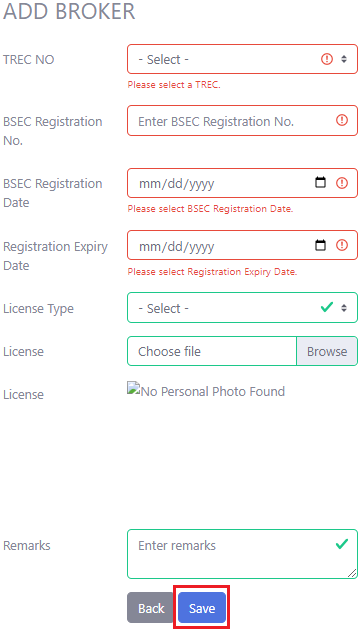 ADD BROKER
TREC NO
- Select -
Please select a TREC.
BSEC Registration
No.
Enter BSEC Registration No.
BSEC Registration
Date
mm/dd/yyyy
Please select BSEC Registration Date.
Registration Expiry
Date
mm/dd/yyyy
Please select Registration Expiry Date.
License Type
- Select -
License
Choose file
Browse
License
No Personal Photo Found
Remarks
Enter remarks
Back
Save